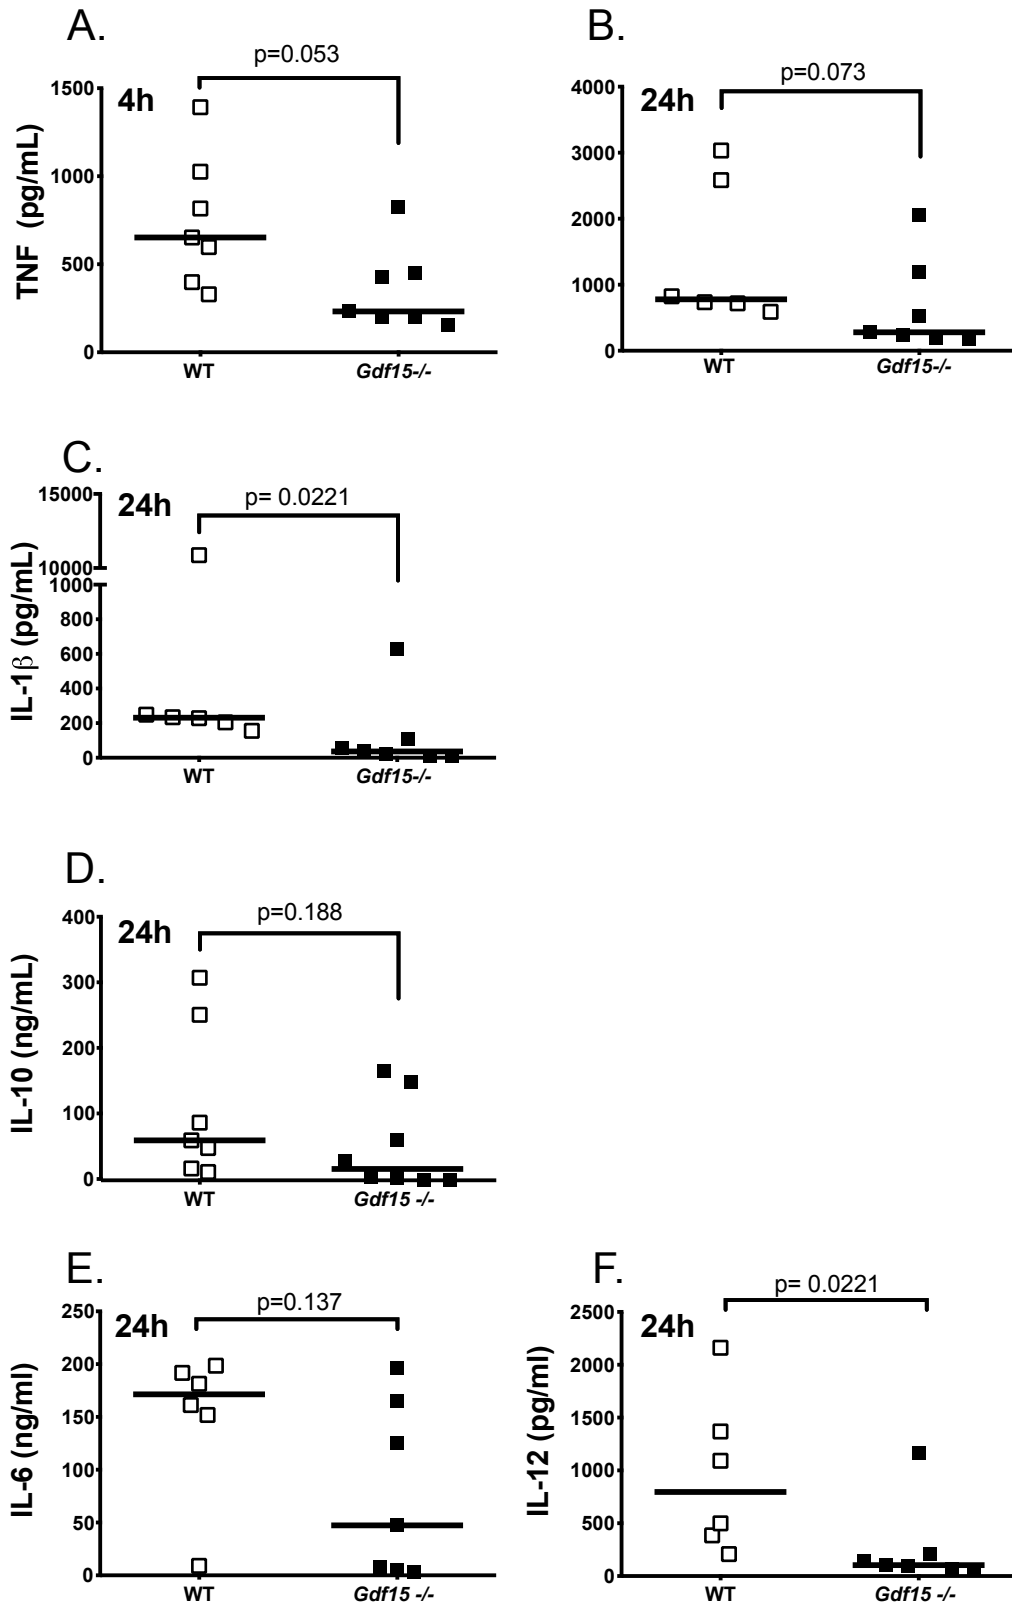 A.
p=0.053
4h
TNF (pg/mL)
1500
1000
500
0
WT
Gdf15-/-
B.
p=0.073
24h
4000
3000
2000
1000
0
WT
Gdf15-/-
C.
p= 0.0221
24h
IL-1β (pg/mL)
15000
10000
1000
800
600
400
200
0
WT
Gdf15-/-
D.
p=0.188
24h
IL-10 (ng/mL)
400
300
200
100
0
WT
Gdf15 -/-
E.
p=0.137
24h
IL-6 (ng/ml)
250
200
150
100
50
0
WT
Gdf15 -/-
F.
p= 0.0221
24h
IL-12 (pg/ml)
2500
2000
1500
1000
500
0
WT
Gdf15 -/-